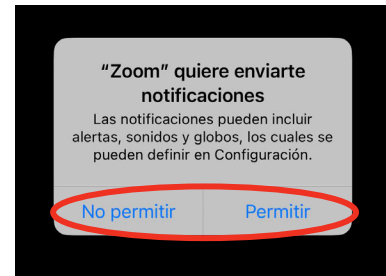 “Zoom” quiere enviarte
notificaciones
Las notificaciones pueden incluir
alertas, sonidos y globos, los cuales se
pueden definir en Configuración.
No permitir Permitir